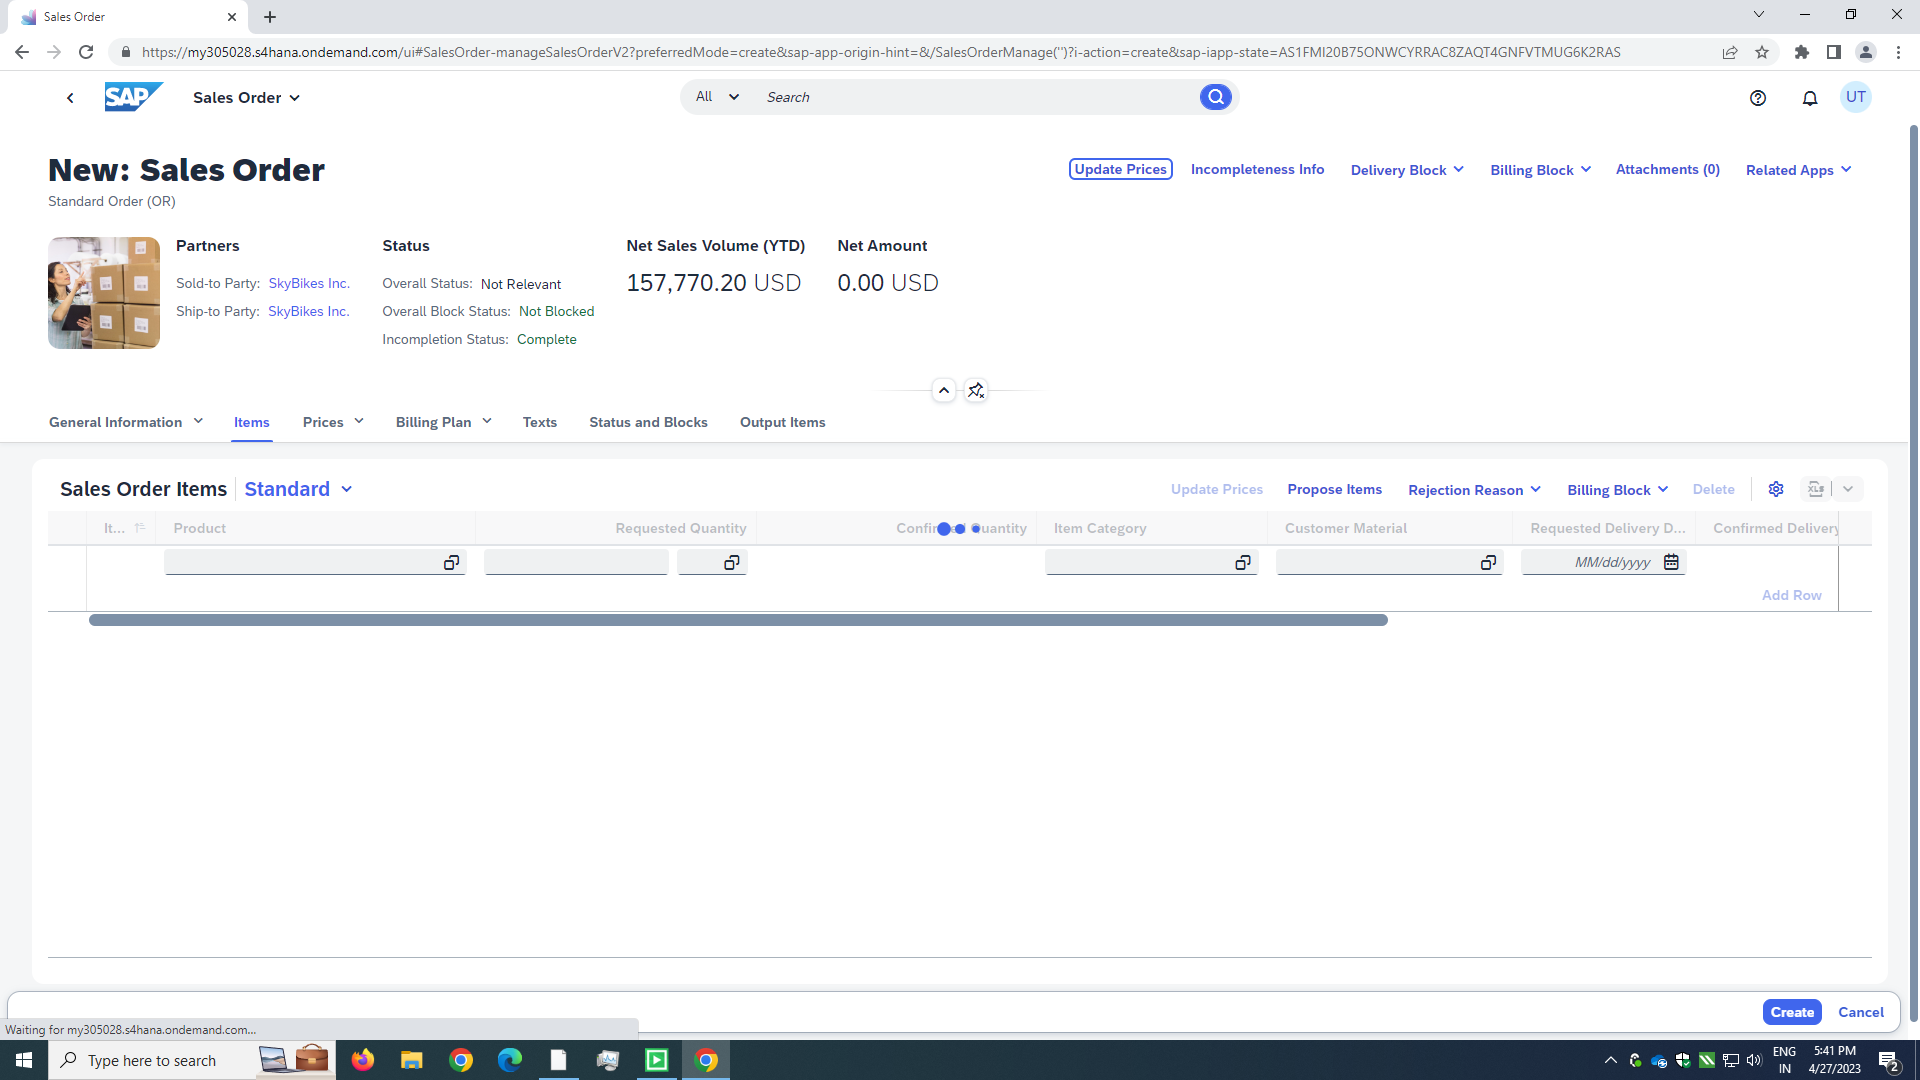 Sales Order
https://my305028.s4hana.ondemand.com/ui#SalesOrder-manageSalesOrderV2?preferredMode=create&sap-app-origin-hint=&/SalesOrderManage('')?i-action=create&sap-iapp-state=AS1FMI20B75ONWCYRRAC8ZAQT4GNFVTMUG6K2RAS
SAP Sales Order All Search UT
New: Sales Order
Update Prices Incompleteness Info Delivery Block Billing Block Attachments (0) Related Apps
Standard Order (OR)
Partners Status Net Sales Volume (YTD) Net Amount
Sold-to Party: SkyBikes Inc. Overall Status: Not Relevant 157,770.20 USD 0.00 USD
Ship-to Party: SkyBikes Inc. Overall Block Status: Not Blocked
Incompletion Status: Complete
General Information Items Prices Billing Plan Texts Status and Blocks Output Items
Sales Order Items Standard Update Prices Propose Items Rejection Reason Billing Block Delete
It... Product Requested Quantity Confirmed Quantity Item Category Customer Material Requested Delivery D... Confirmed Delivery
MM/dd/yyyy
Add Row
Create Cancel
Waiting for my305028.s4hana.ondemand.com...
Type here to search
ENG
IN
5:41 PM
4/27/2023
2